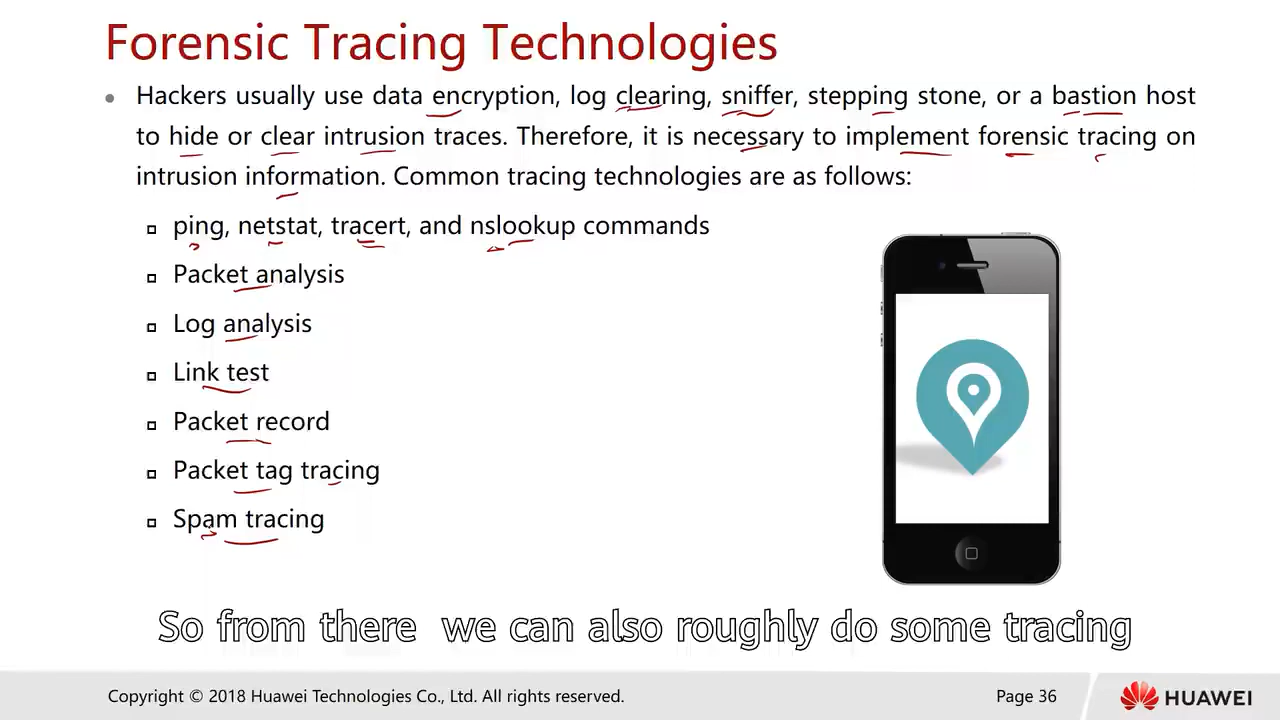 Forensic Tracing Technologies
Hackers usually use data encryption, log clearing, sniffer, stepping stone, or a bastion host
to hide or clear intrusion traces. Therefore, it is necessary to implement forensic tracing on
intrusion information. Common tracing technologies are as follows:
ping, netstat, tracert, and nslookup commands
Packet analysis
Log analysis
Link test
Packet record
Packet tag tracing
Spam tracing
So from there we can also roughly do some tracing
Copyright © 2018 Huawei Technologies Co., Ltd. All rights reserved.
Page 36
HUAWEI